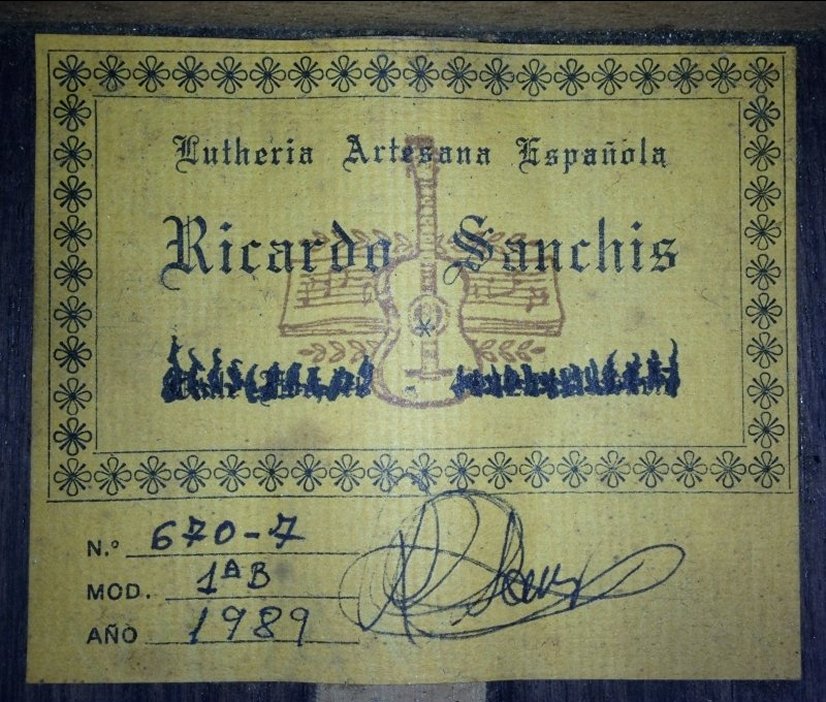 Lutheria Artesana Española
Ricardo Sanchis
N.º 670-7
MOD. 1ªB
AÑO 1989